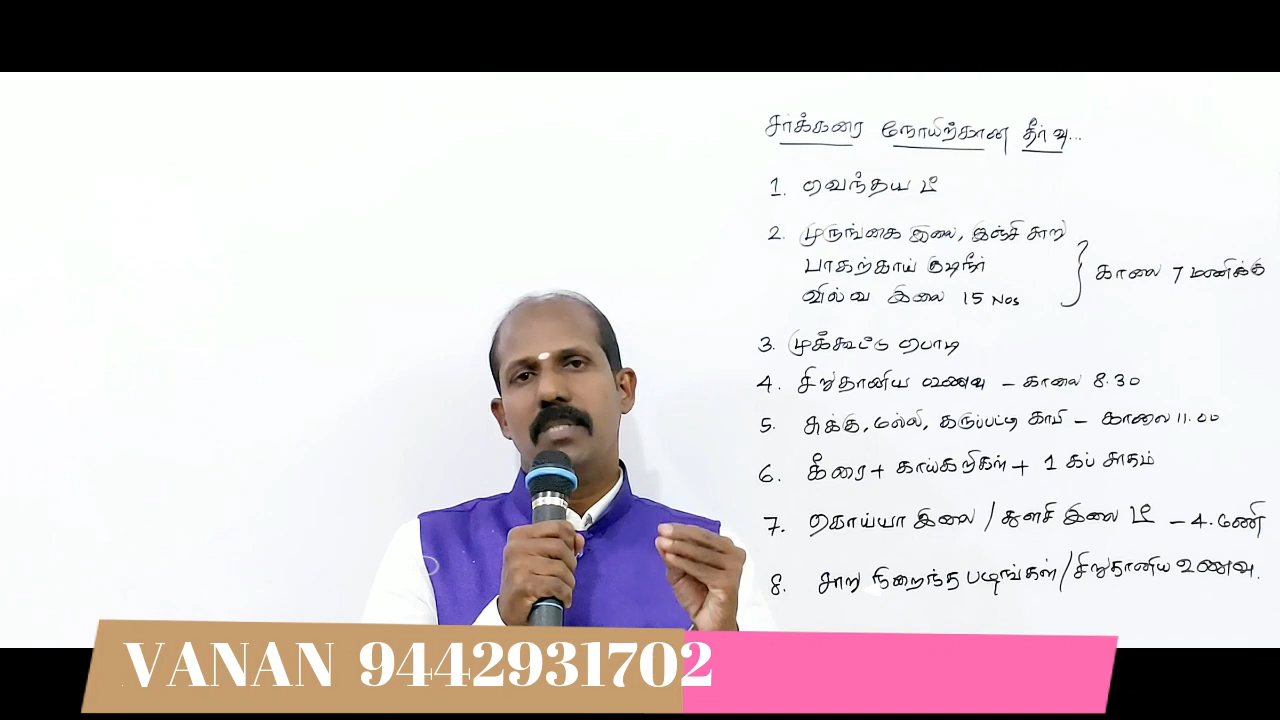 சர்க்கரை நோயிற்கான தீர்வு...
1. வெந்தய டீ
2. முருங்கை இலை, இஞ்சி சாறு
பாகற்காய் குடிநீர்
வில்வ இலை 15 Nos
காலை 7 மணிக்கு
3. முக்கூட்டு பொடி
4. சிறுதானிய உணவு - காலை 8.30
5. சுக்கு, மல்லி, கருப்பட்டி காபி - காலை 11.00
6. கீரை + காய்கறிகள் + 1 கப் சாதம்
7. கொய்யா இலை / துளசி இலை டீ - 4. மணி
8. சாறு நிறைந்த பழங்கள் / சிறுதானிய உணவு.
VANAN 9442931702